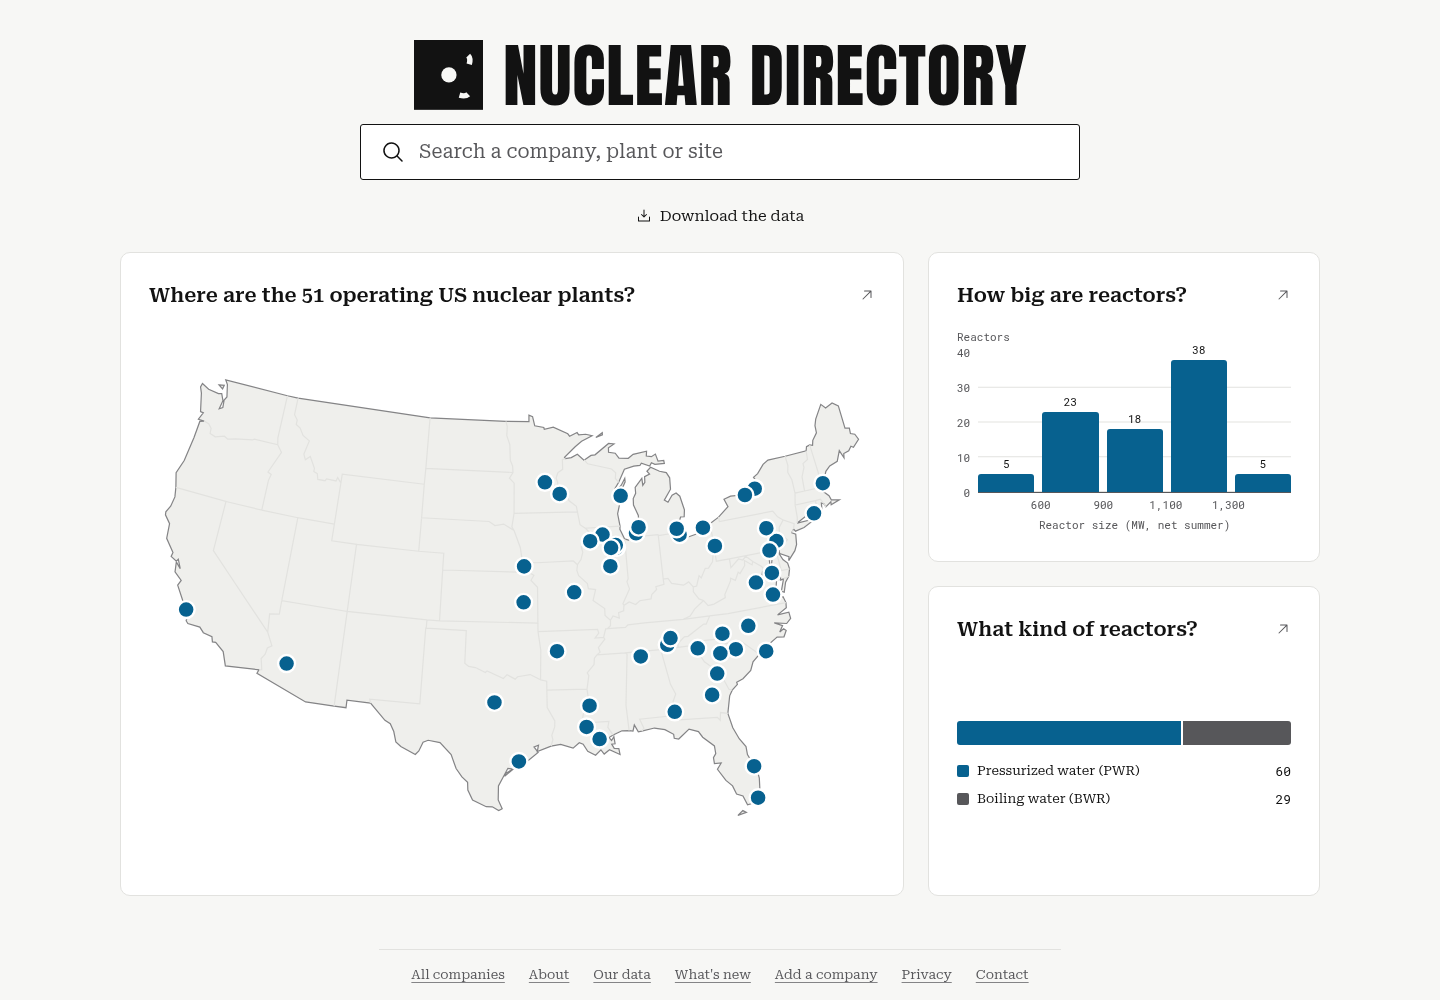 NUCLEAR DIRECTORY
Search a company, plant or site
Download the data
Where are the 51 operating US nuclear plants?
How big are reactors?
Reactors
40
30
20
10
0
5
23
18
38
5
600 900 1,100 1,300
Reactor size (MW, net summer)
What kind of reactors?
Pressurized water (PWR) 60
Boiling water (BWR) 29
All companies About Our data What's new Add a company Privacy Contact